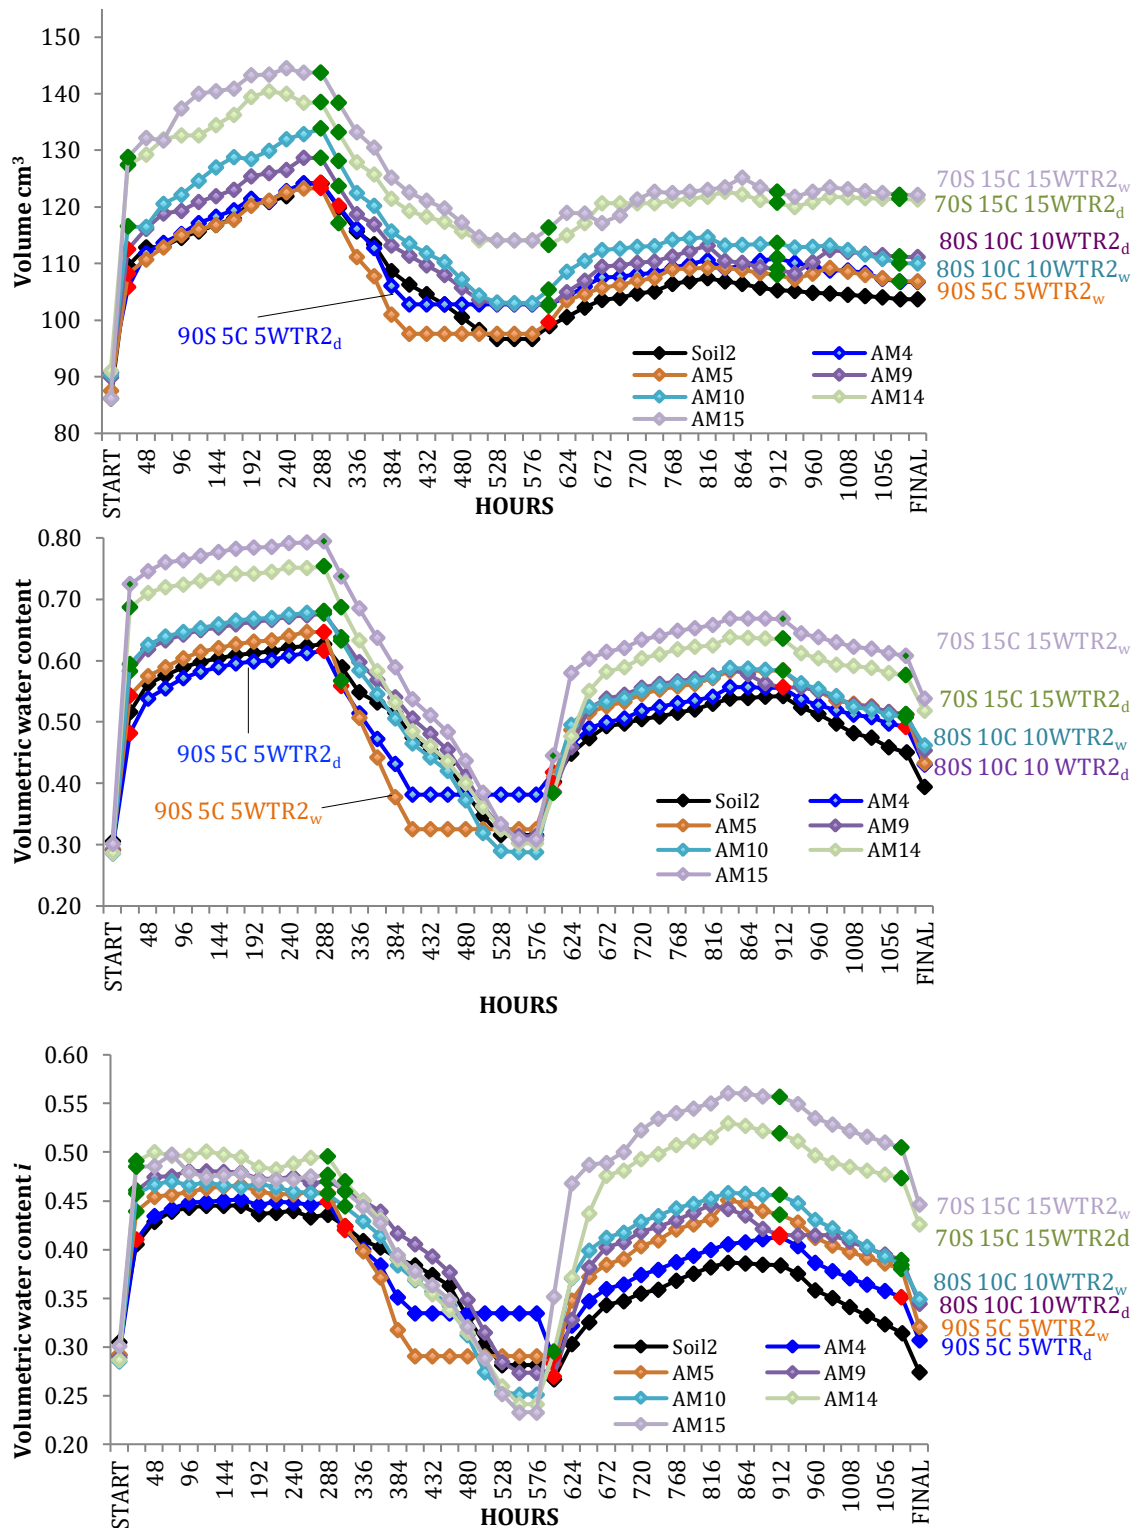 Volume cm³
150
140
130
120
110
100
90
80
70S 15C 15WTR2w
70S 15C 15WTR2d
80S 10C 10WTR2d
80S 10C 10WTR2w
90S 5C 5WTR2w
90S 5C 5WTR2d
Soil2 AM4
AM5 AM9
AM10 AM14
AM15
START 48 96 144 192 240 288 336 384 432 480 528 576 624 672 720 768 816 864 912 960 1008 1056 FINAL
HOURS
Volumetric water content
0.80
0.70
0.60
0.50
0.40
0.30
0.20
70S 15C 15WTR2w
70S 15C 15WTR2d
80S 10C 10WTR2w
80S 10C 10 WTR2d
90S 5C 5WTR2d
90S 5C 5WTR2w
Soil2 AM4
AM5 AM9
AM10 AM14
AM15
START 48 96 144 192 240 288 336 384 432 480 528 576 624 672 720 768 816 864 912 960 1008 1056 FINAL
HOURS
Volumetricwater content i
0.60
0.55
0.50
0.45
0.40
0.35
0.30
0.25
0.20
70S 15C 15WTR2w
70S 15C 15WTR2d
80S 10C 10WTR2w
80S 10C 10WTR2d
90S 5C 5WTR2w
90S 5C 5WTRd
Soil2 AM4
AM5 AM9
AM10 AM14
AM15
START 48 96 144 192 240 288 336 384 432 480 528 576 624 672 720 768 816 864 912 960 1008 1056 FINAL
HOURS